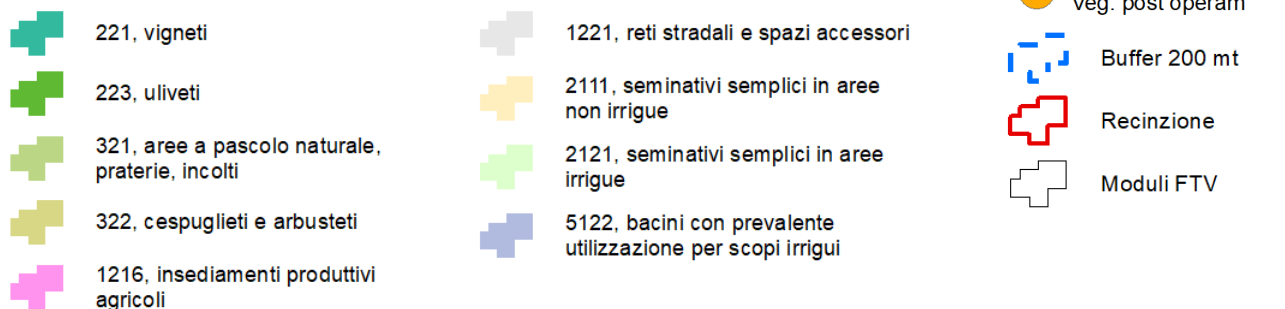 221, vigneti
223, uliveti
321, aree a pascolo naturale,
praterie, incolti
322, cespuglieti e arbusteti
1216, insediamenti produttivi
agricoli
1221, reti stradali e spazi accessori
2111, seminativi semplici in aree
non irrigue
2121, seminativi semplici in aree
irrigue
5122, bacini con prevalente
utilizzazione per scopi irrigui
veg. post operam
Buffer 200 mt
Recinzione
Moduli FTV